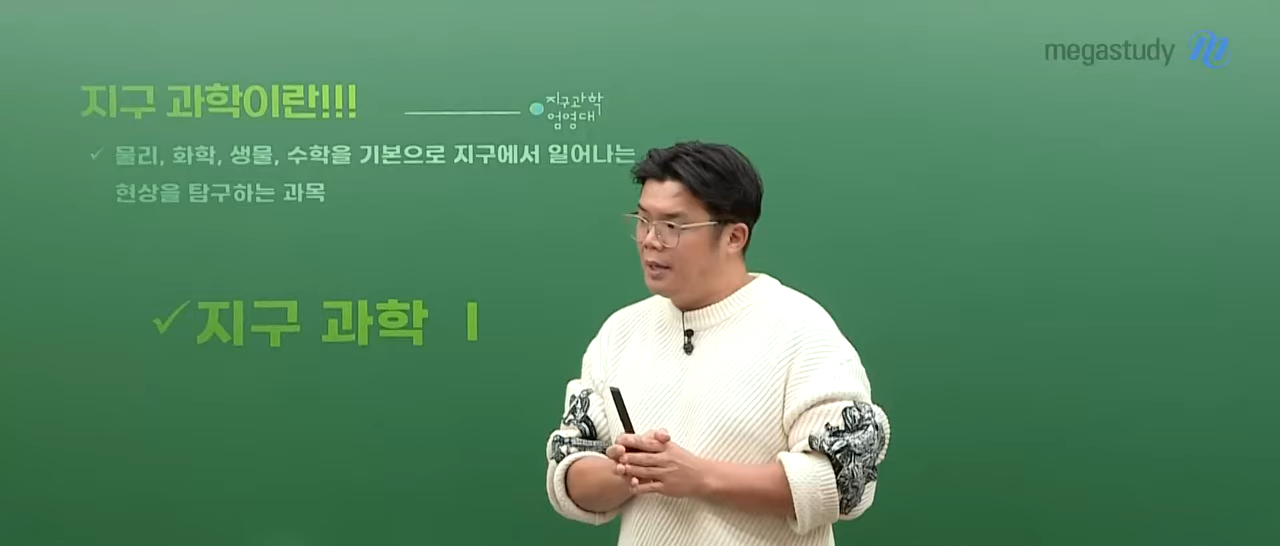 megastudy
지구 과학이란!!!
지구과학
엄영대
물리, 화학, 생물, 수학을 기본으로 지구에서 일어나는
현상을 탐구하는 과목
✓지구 과학 Ⅰ